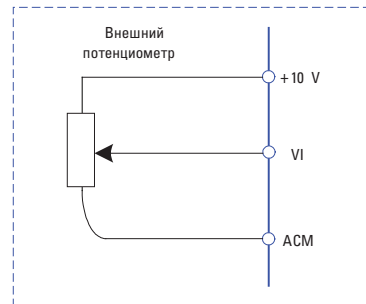 Внешний
потенциометр
+10 V
VI
ACM